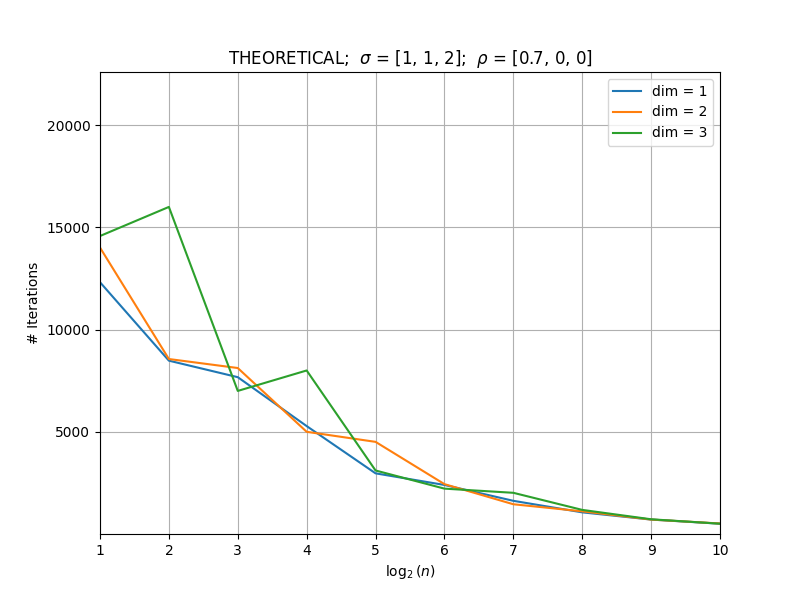 THEORETICAL; σ = [1, 1, 2]; ρ = [0.7, 0, 0]
dim = 1
dim = 2
dim = 3
20000
15000
10000
5000
# Iterations
1 2 3 4 5 6 7 8 9 10
log₂(n)